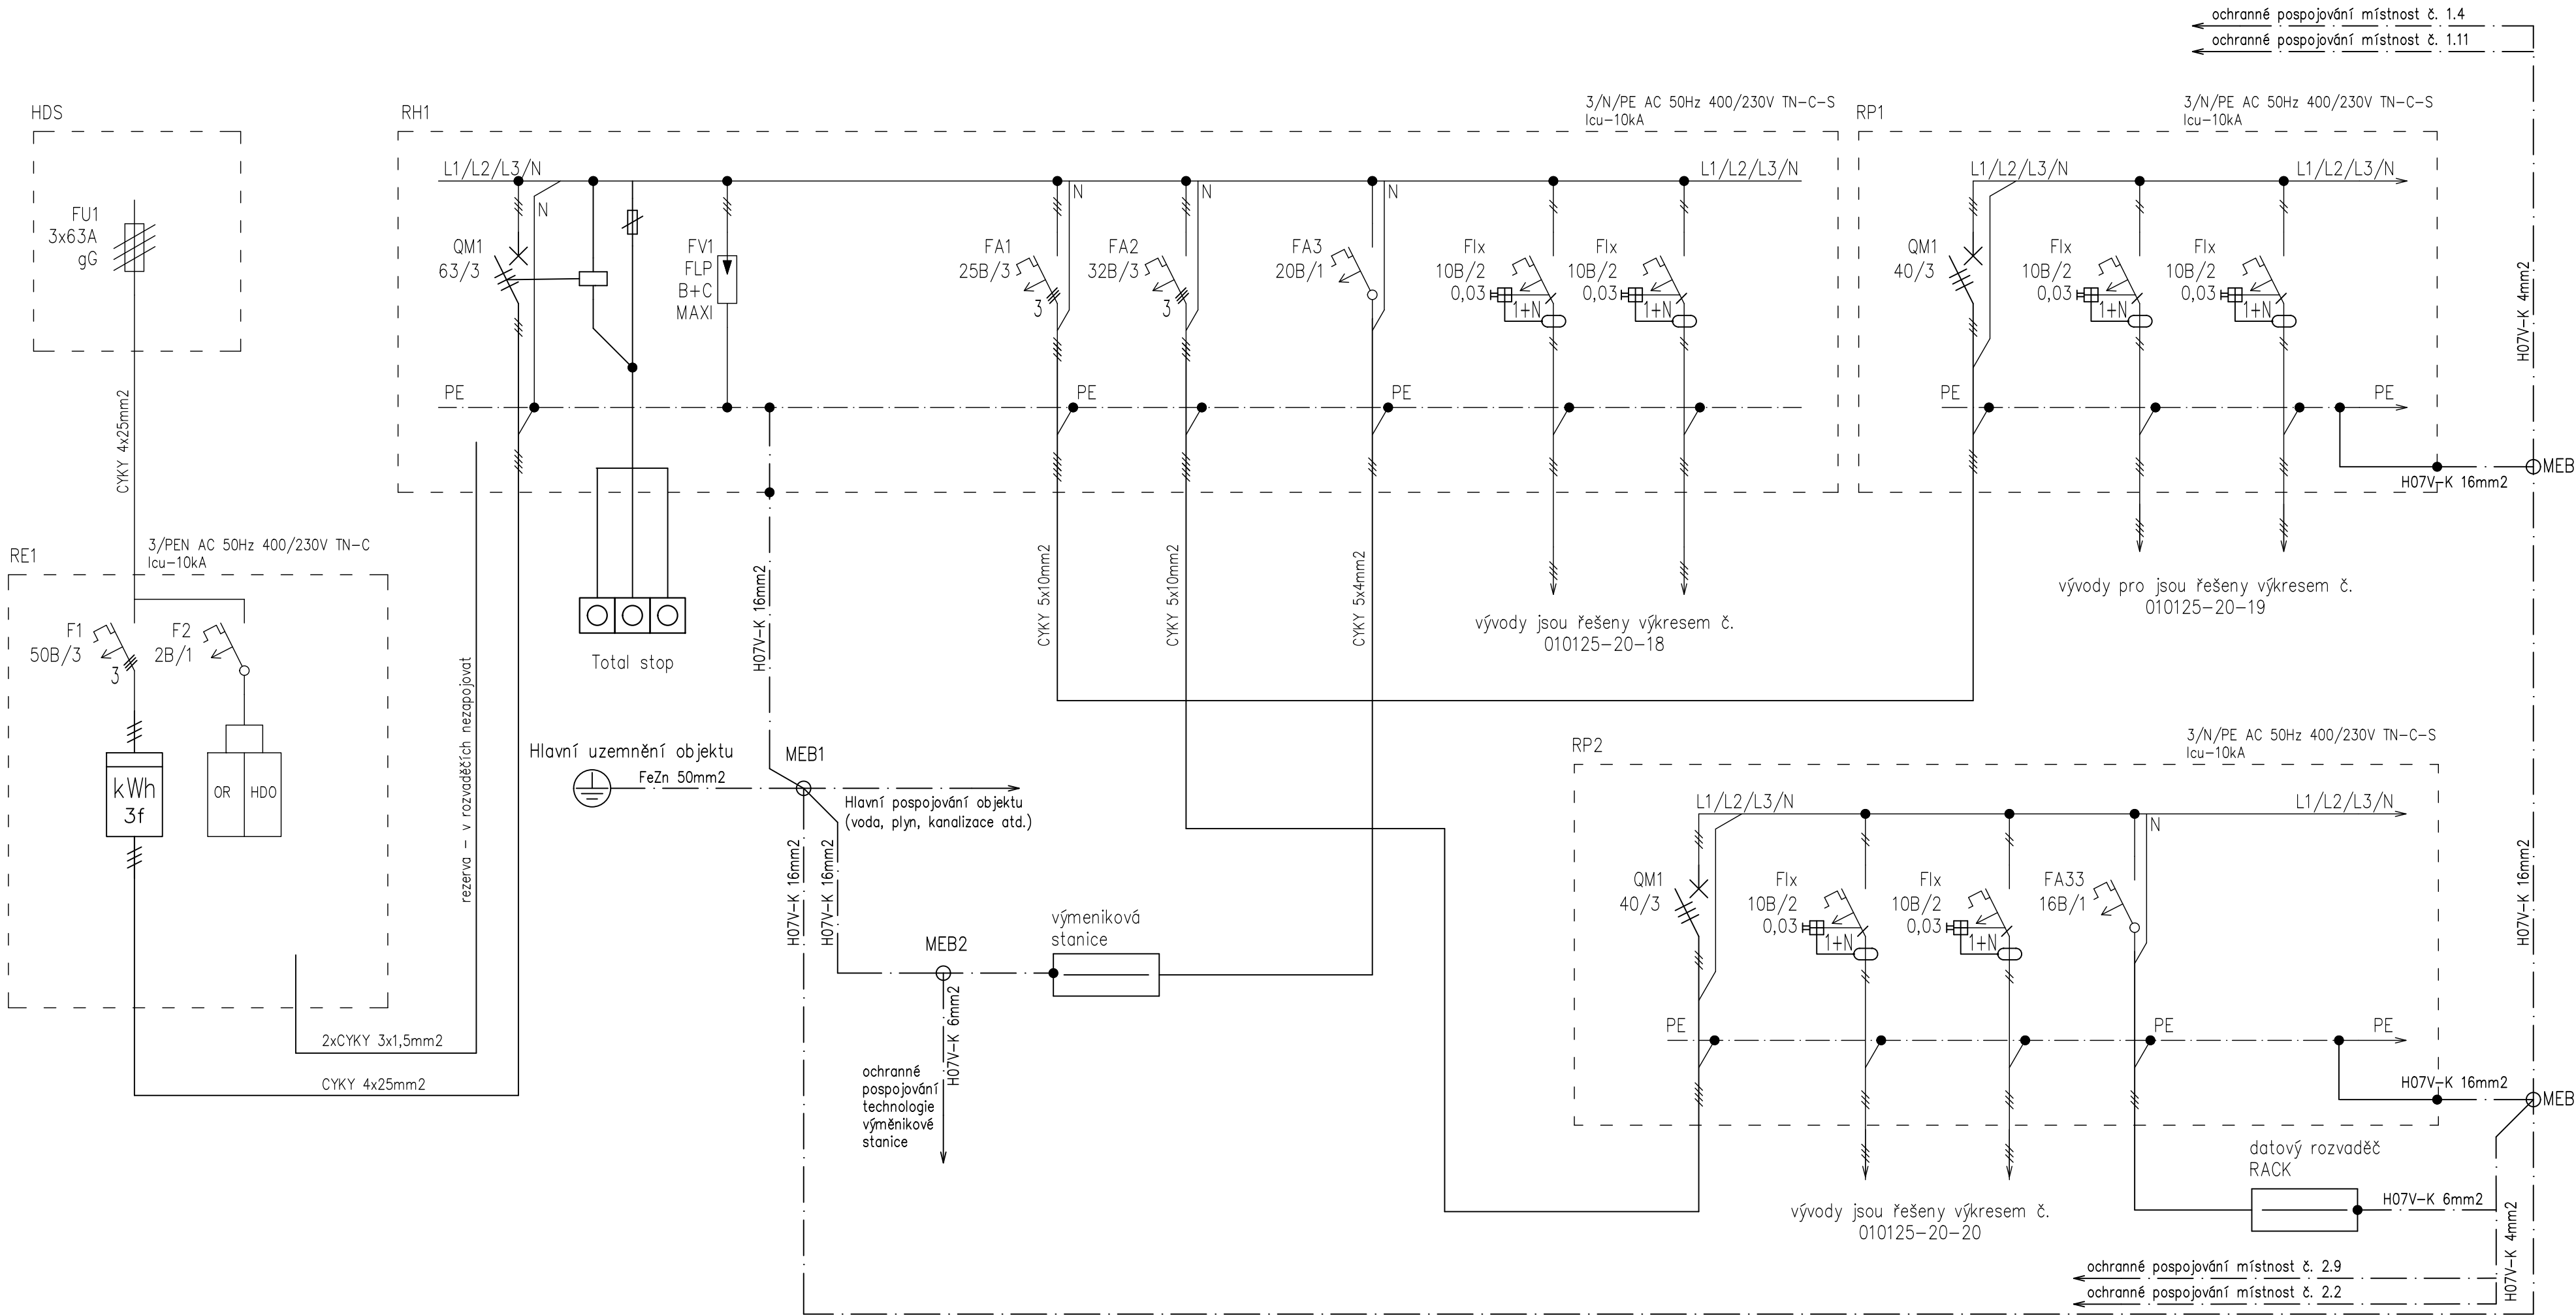 ochranné pospojování místnost č. 1.4
ochranné pospojování místnost č. 1.11
H07V-K 4mm2
HDS
FU1
3x63A
gG
CYKY 4x25mm2
RE1
3/PEN AC 50Hz 400/230V TN-C
Icu-10kA
F1
50B/3
3
F2
2B/1
kWh
3f
OR
HDO
rezerva - v rozvaděčích nezapojovat
2xCYKY 3x1,5mm2
CYKY 4x25mm2
RH1
3/N/PE AC 50Hz 400/230V TN-C-S
Icu-10kA
L1/L2/L3/N
L1/L2/L3/N
N
QM1
63/3
FV1
FLP
B+C
MAXI
N
FA1
25B/3
3
N
FA2
32B/3
3
N
FA3
20B/1
FIx
10B/2
0,03
1+N
FIx
10B/2
0,03
1+N
PE
PE
PE
Total stop
H07V-K 16mm2
CYKY 5x10mm2
CYKY 5x10mm2
CYKY 5x4mm2
vývody jsou řešeny výkresem č.
010125-20-18
RP1
3/N/PE AC 50Hz 400/230V TN-C-S
Icu-10kA
L1/L2/L3/N
L1/L2/L3/N
QM1
40/3
FIx
10B/2
0,03
1+N
FIx
10B/2
0,03
1+N
PE
PE
H07V-K 16mm2
MEB
vývody pro jsou řešeny výkresem č.
010125-20-19
Hlavní uzemnění objektu
FeZn 50mm2
MEB1
Hlavní pospojování objektu
(voda, plyn, kanalizace atd.)
H07V-K 16mm2
H07V-K 16mm2
MEB2
výmeniková
stanice
H07V-K 6mm2
ochranné
pospojování
technologie
výměnikové
stanice
RP2
3/N/PE AC 50Hz 400/230V TN-C-S
Icu-10kA
L1/L2/L3/N
L1/L2/L3/N
QM1
40/3
FIx
10B/2
0,03
1+N
FIx
10B/2
0,03
1+N
N
FA33
16B/1
PE
PE
PE
H07V-K 16mm2
H07V-K 16mm2
MEB
vývody jsou řešeny výkresem č.
010125-20-20
datový rozvaděč
RACK
H07V-K 6mm2
H07V-K 4mm2
ochranné pospojování místnost č. 2.9
ochranné pospojování místnost č. 2.2